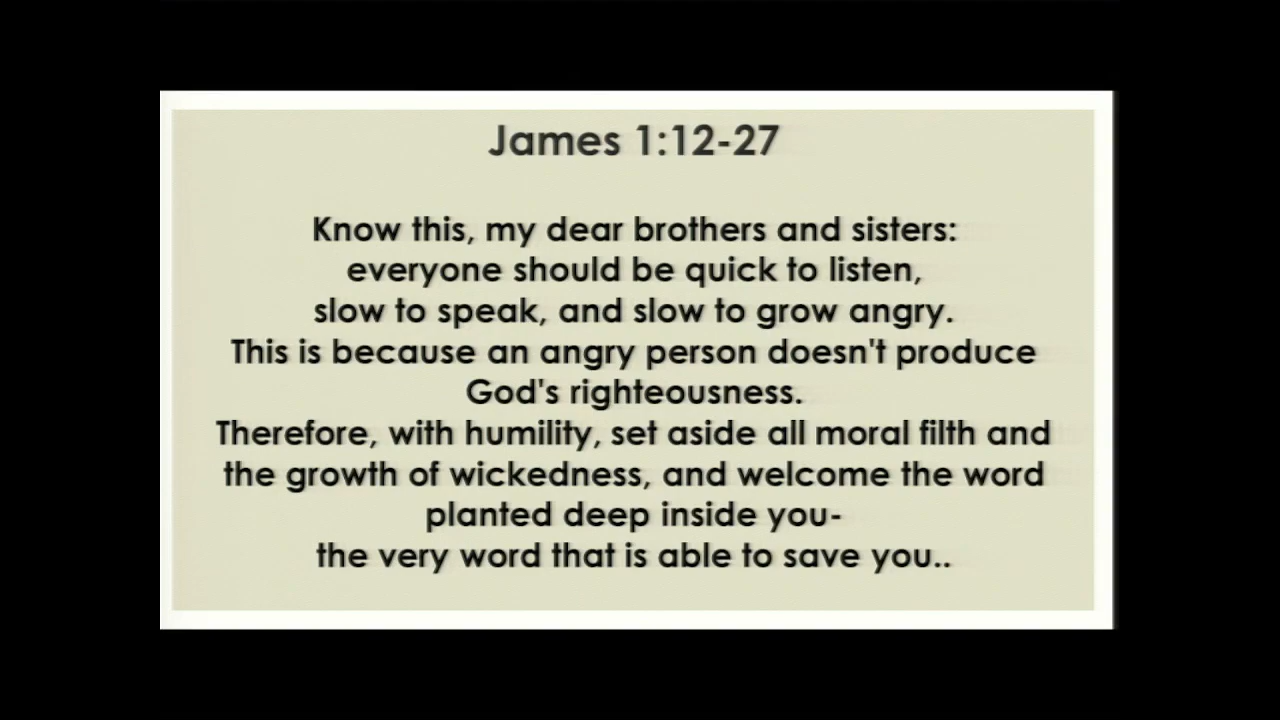 James 1:12-27
Know this, my dear brothers and sisters:
everyone should be quick to listen,
slow to speak, and slow to grow angry.
This is because an angry person doesn't produce
God's righteousness.
Therefore, with humility, set aside all moral filth and
the growth of wickedness, and welcome the word
planted deep inside you-
the very word that is able to save you..